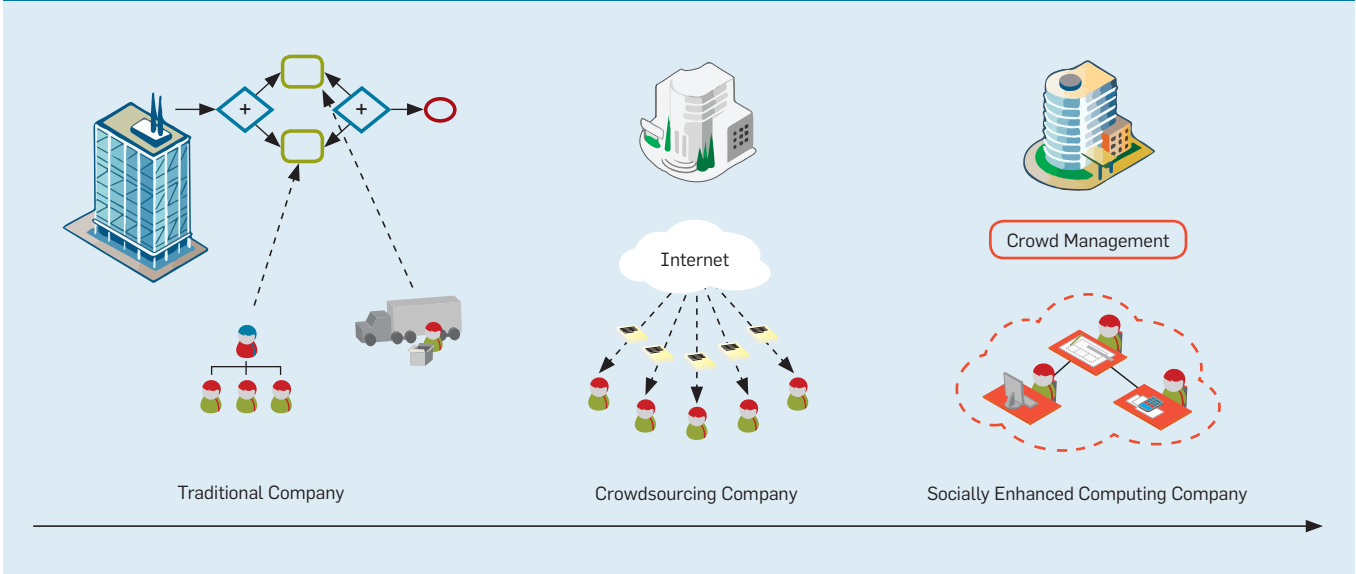 +
+
Internet
Crowd Management
Traditional Company
Crowdsourcing Company
Socially Enhanced Computing Company